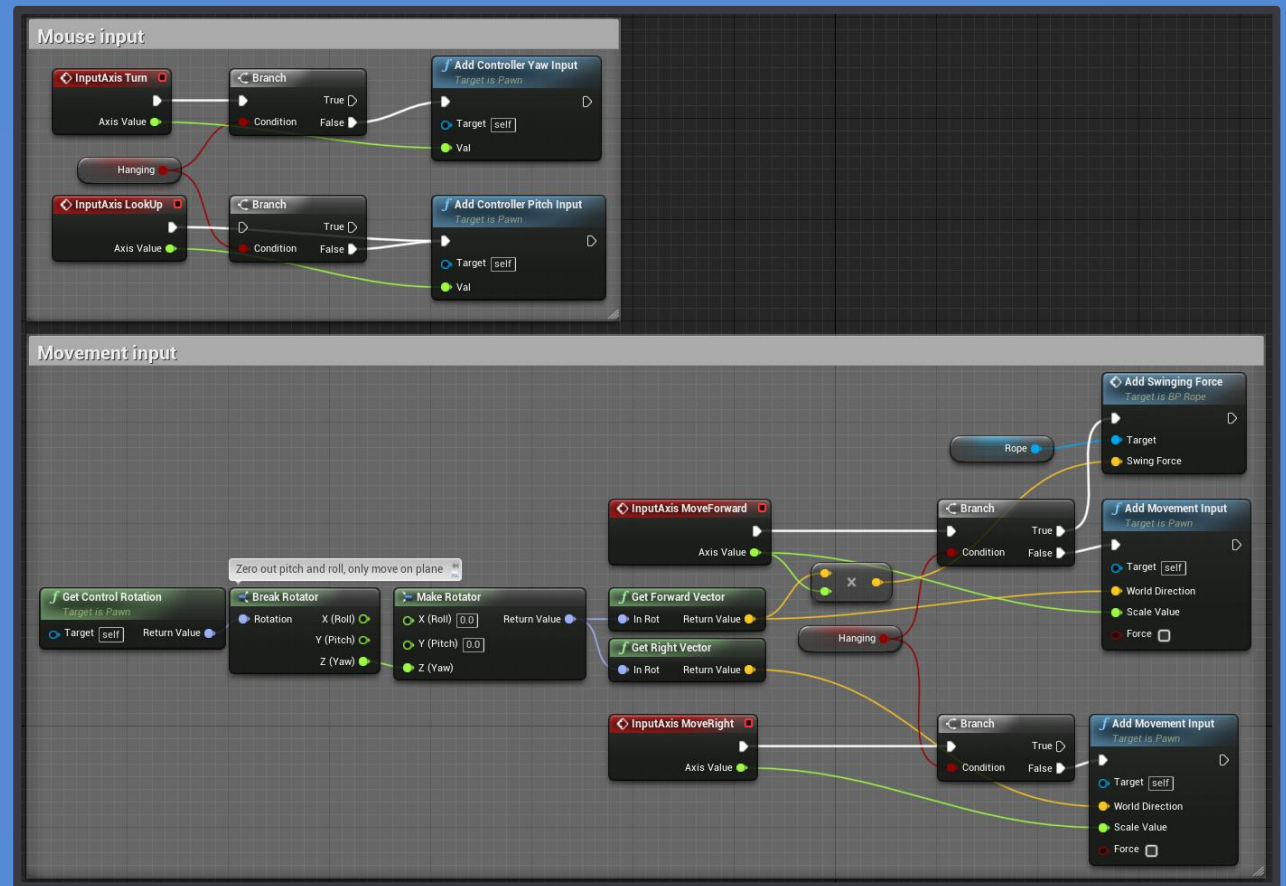 Mouse input
InputAxis Turn
Axis Value
Branch
True
Condition
False
Add Controller Yaw Input
Target is Pawn
Target self
Val
Hanging
InputAxis LookUp
Axis Value
Branch
True
Condition
False
Add Controller Pitch Input
Target is Pawn
Target self
Val
Movement input
Add Swinging Force
Target is BP Rope
Target
Swing Force
Rope
InputAxis MoveForward
Axis Value
Branch
True
Condition
False
Add Movement Input
Target is Pawn
Target self
World Direction
Scale Value
Force
Zero out pitch and roll, only move on plane
Get Control Rotation
Target is Pawn
Target self Return Value
Break Rotator
Rotation X (Roll)
Y (Pitch)
Z (Yaw)
Make Rotator
X (Roll) 0.0 Return Value
Y (Pitch) 0.0
Z (Yaw)
Get Forward Vector
In Rot Return Value
×
Hanging
Get Right Vector
In Rot Return Value
InputAxis MoveRight
Axis Value
Branch
True
Condition
False
Add Movement Input
Target is Pawn
Target self
World Direction
Scale Value
Force